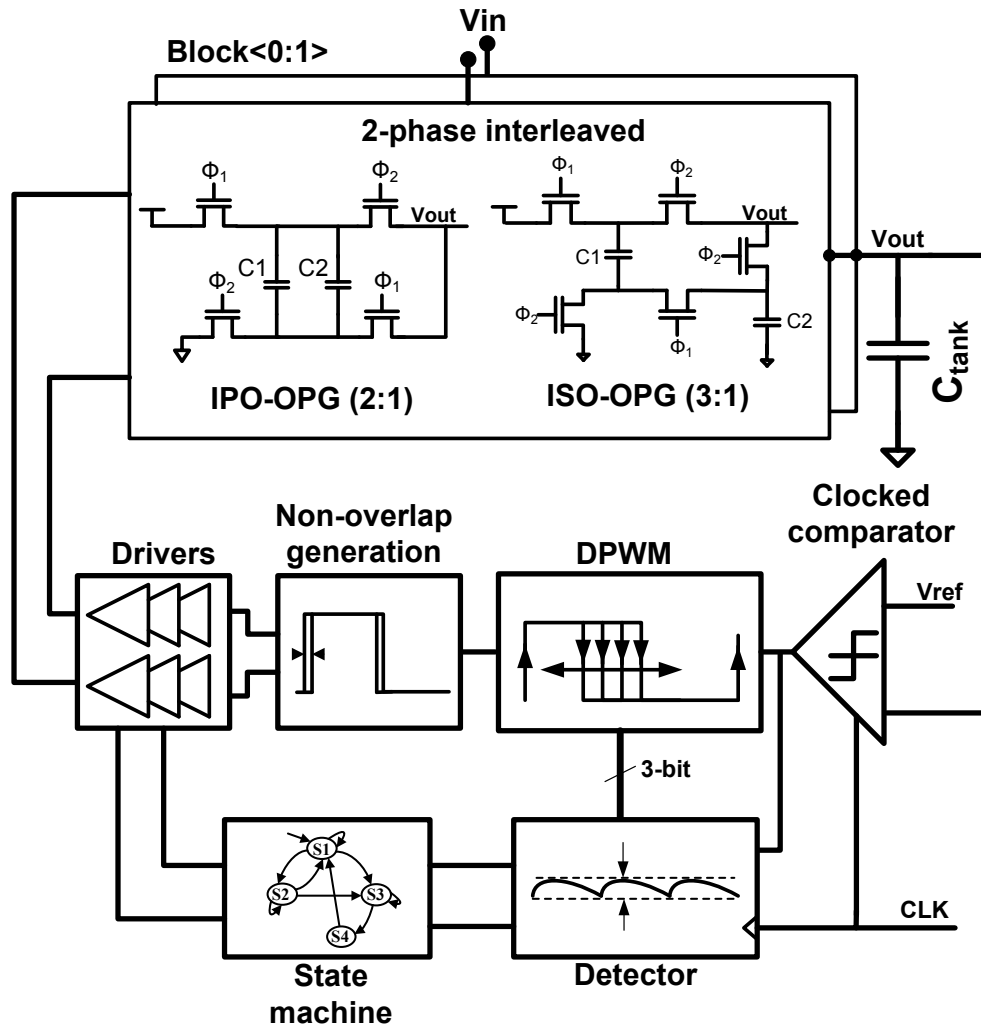 Vin
Block<0:1>
2-phase interleaved
Φ1
Φ2
Vout
C1
C2
Φ2
Φ1
IPO-OPG (2:1)
Φ1
Φ2
Vout
C1
Φ2
Φ2
Φ1
C2
ISO-OPG (3:1)
Vout
Ctank
Clocked
comparator
Vref
Drivers
Non-overlap
generation
DPWM
3-bit
S1
S2
S3
S4
State
machine
Detector
CLK